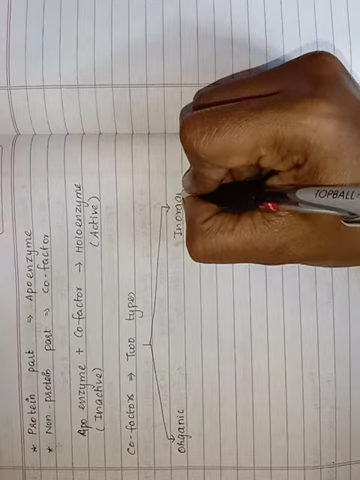 * Protein part ⇒ Apoenzyme
* Non-protein part ⇒ co-factor
Apo enzyme + Co-factor → Holoenzyme
(Inactive) (Active)
Co-factor ⇒ Two types
Organic Inorga
TOPBALL